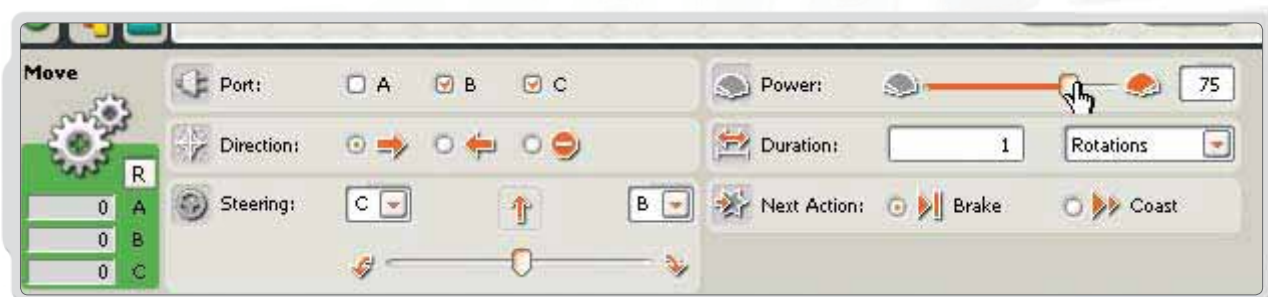 Move
R
0 A
0 B
0 C
Port: A B C
Direction:
Steering: C B
Power: 75
Duration: 1 Rotations
Next Action: Brake Coast